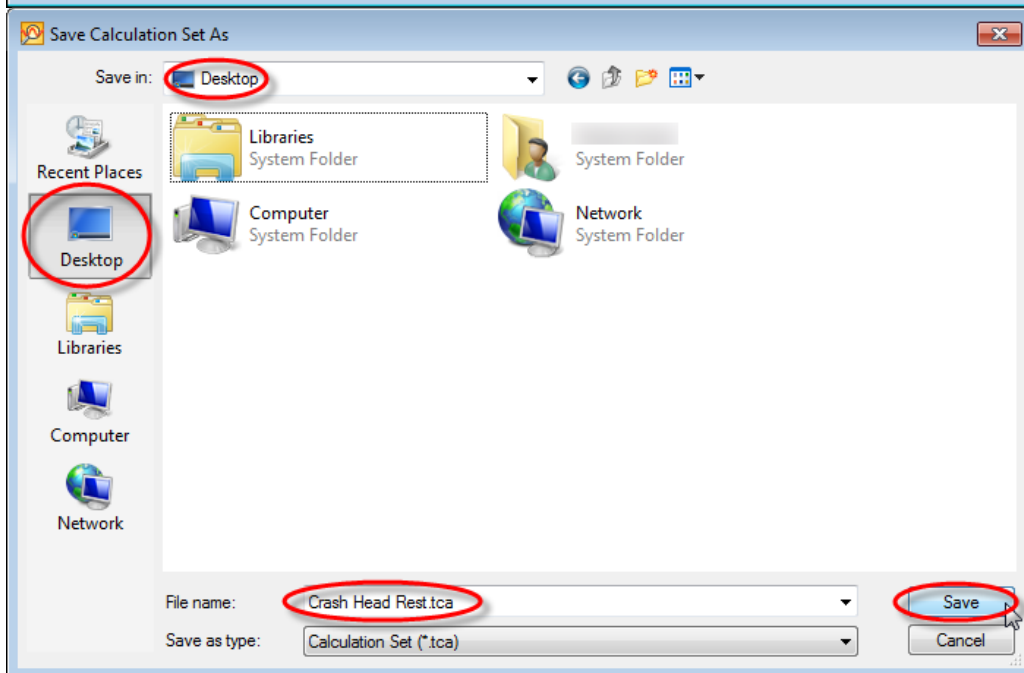 Save Calculation Set As
Save in: Desktop
Recent Places
Desktop
Libraries
Computer
Network
Libraries
System Folder
System Folder
Computer
System Folder
Network
System Folder
File name: Crash Head Rest.tca Save
Save as type: Calculation Set (*.tca) Cancel